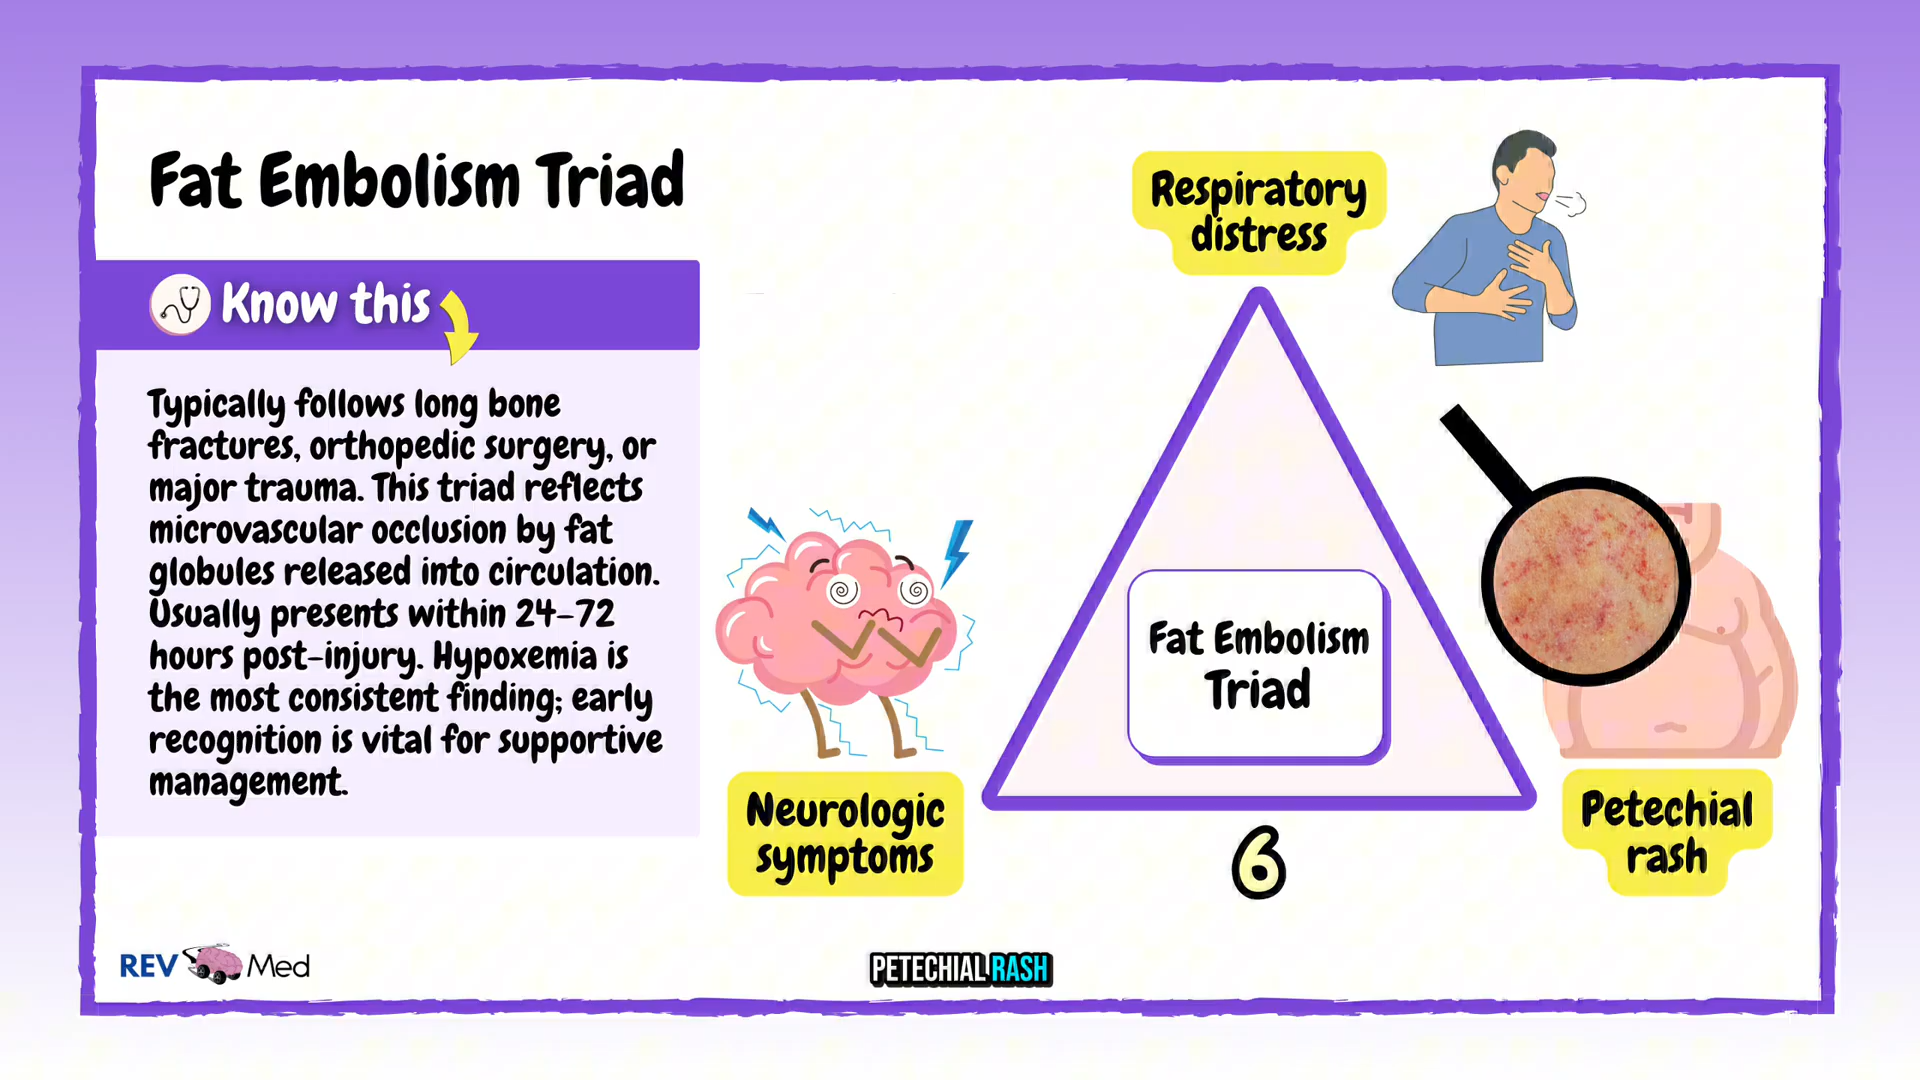 Fat Embolism Triad
Know this
Typically follows long bone
fractures, orthopedic surgery, or
major trauma. This triad reflects
microvascular occlusion by fat
globules released into circulation.
Usually presents within 24–72
hours post-injury. Hypoxemia is
the most consistent finding; early
recognition is vital for supportive
management.
Respiratory
distress
Fat Embolism
Triad
Neurologic
symptoms
6
Petechial
rash
REV Med
PETECHIAL RASH